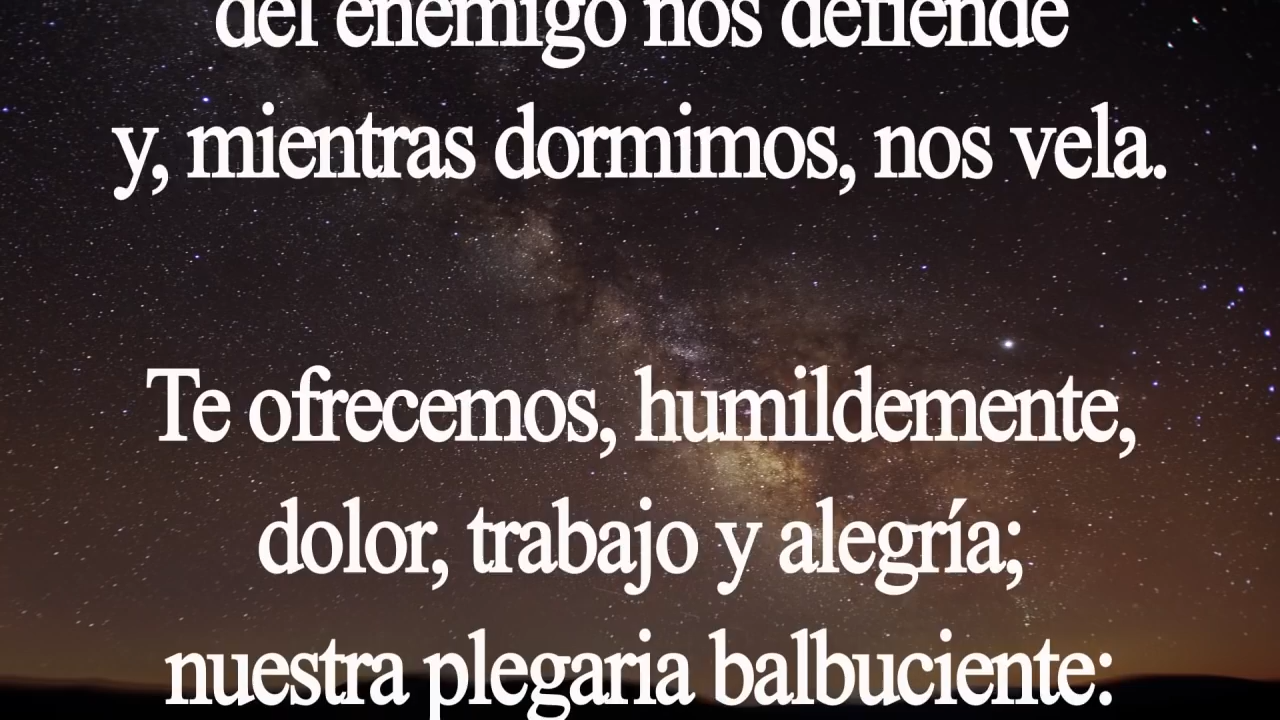 del enemigo nos defiende
y, mientras dormimos, nos vela.
Te ofrecemos, humildemente,
dolor, trabajo y alegría;
nuestra plegaria balbuciente: